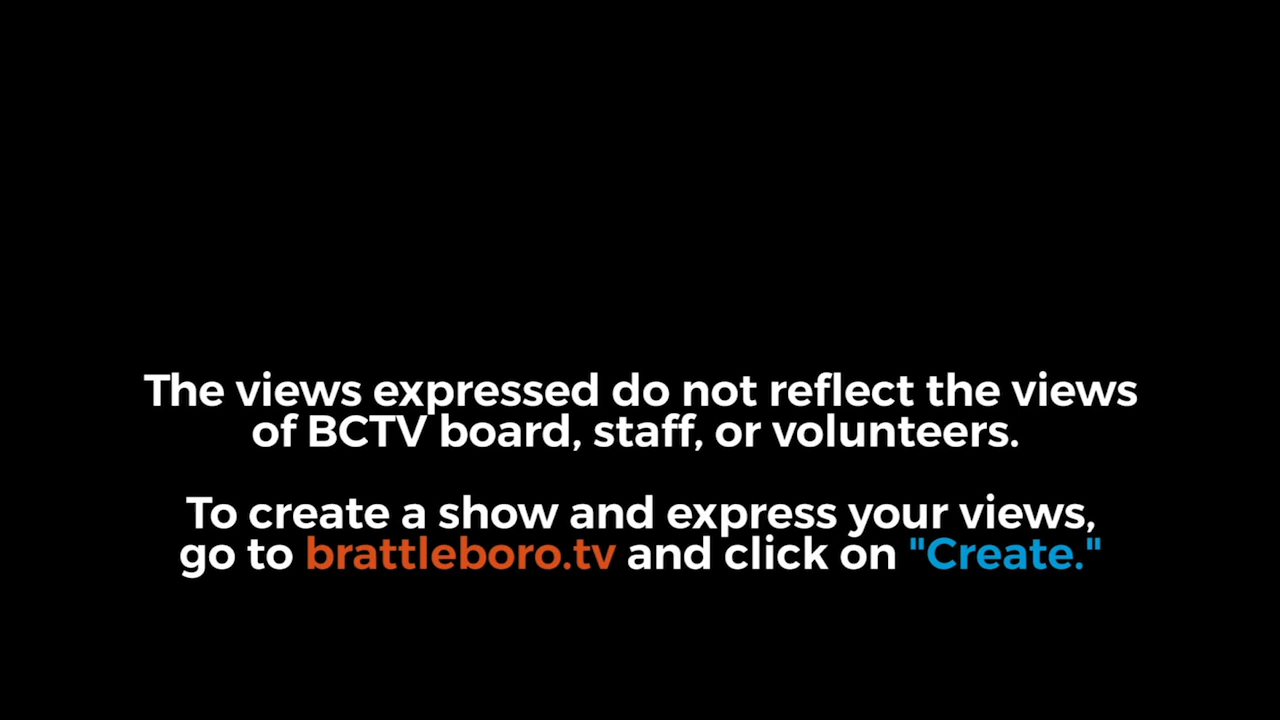 The views expressed do not reflect the views
of BCTV board, staff, or volunteers.
To create a show and express your views,
go to brattleboro.tv and click on "Create."